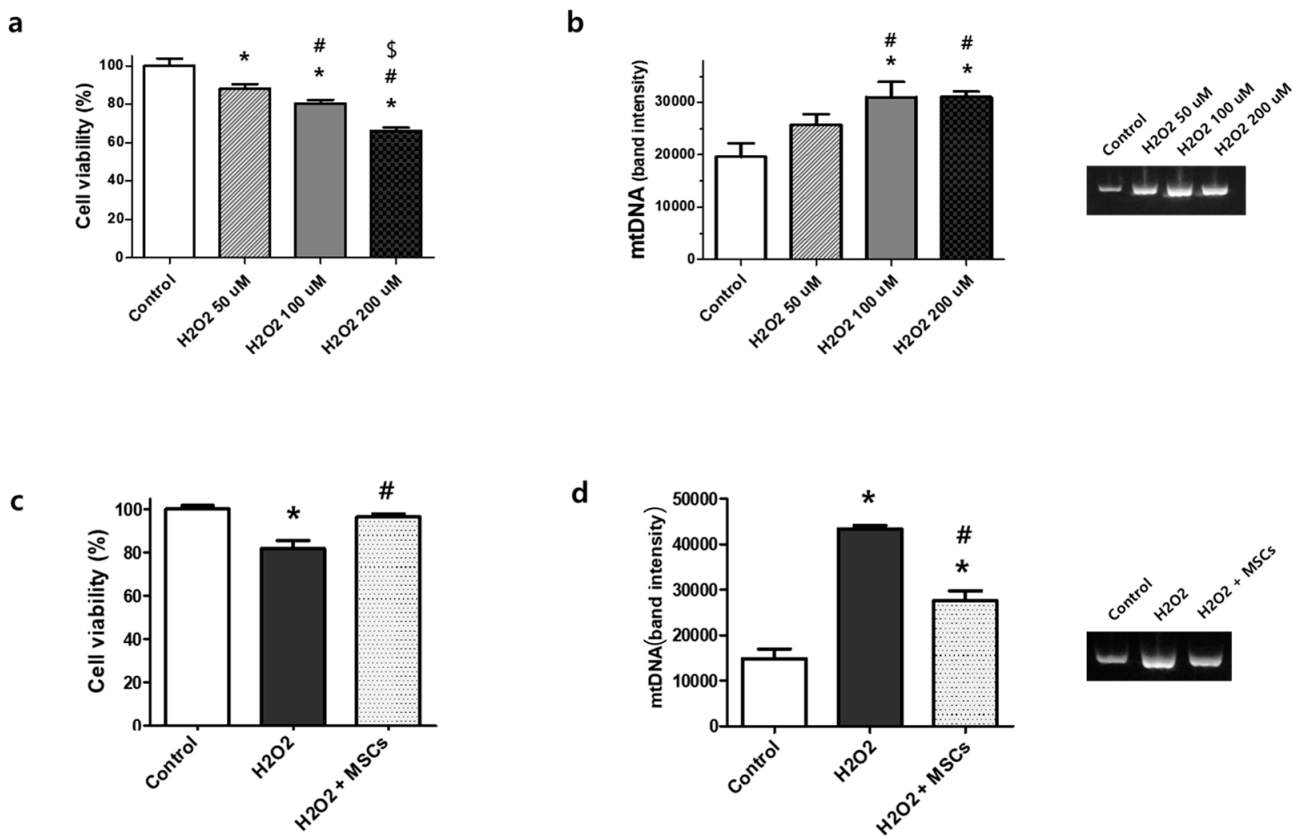 a
Cell viability (%)
100
80
60
40
20
0
*
#
*
$
#
*
Control
H2O2 50 uM
H2O2 100 uM
H2O2 200 uM
b
mtDNA (band intensity)
30000
20000
10000
0
#
*
#
*
Control
H2O2 50 uM
H2O2 100 uM
H2O2 200 uM
Control
H2O2 50 uM
H2O2 100 uM
H2O2 200 uM
c
Cell viability (%)
100
80
60
40
20
0
*
#
Control
H2O2
H2O2 + MSCs
d
mtDNA(band intensity)
50000
40000
30000
20000
10000
0
*
#
*
Control
H2O2
H2O2 + MSCs
Control
H2O2
H2O2 + MSCs